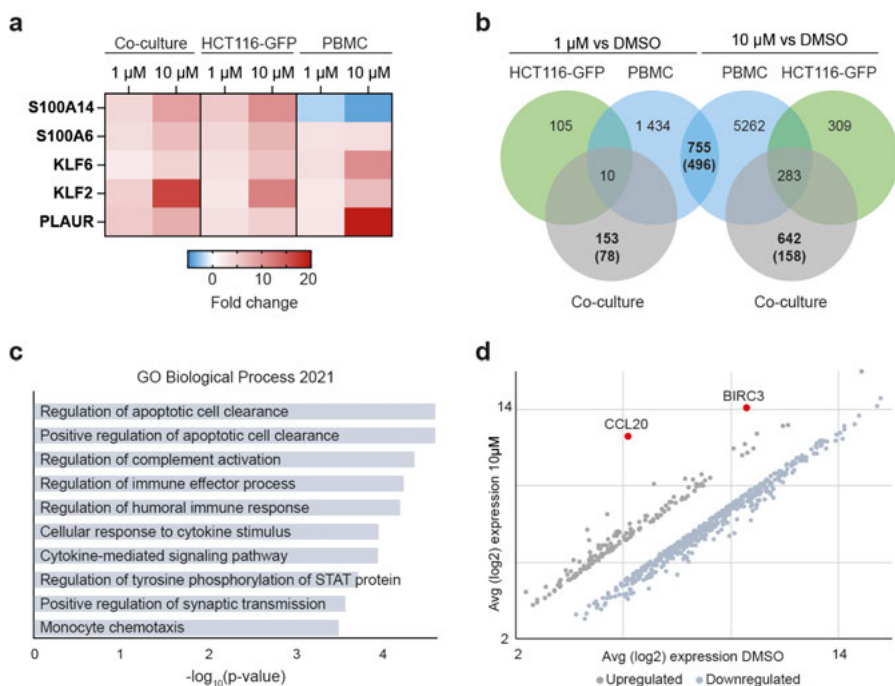 a
Co-culture HCT116-GFP PBMC
1 µM 10 µM 1 µM 10 µM 1 µM 10 µM
S100A14
S100A6
KLF6
KLF2
PLAUR
0 10 20
Fold change
b
1 µM vs DMSO 10 µM vs DMSO
HCT116-GFP PBMC PBMC HCT116-GFP
105 1 434 755 (496) 5262 309
10 283
153 (78) 642 (158)
Co-culture Co-culture
c
GO Biological Process 2021
Regulation of apoptotic cell clearance
Positive regulation of apoptotic cell clearance
Regulation of complement activation
Regulation of immune effector process
Regulation of humoral immune response
Cellular response to cytokine stimulus
Cytokine-mediated signaling pathway
Regulation of tyrosine phosphorylation of STAT protein
Positive regulation of synaptic transmission
Monocyte chemotaxis
0 1 2 3 4
-log10(p-value)
d
Avg (log2) expression 10µM
14
BIRC3
CCL20
2
2 14
Avg (log2) expression DMSO
Upregulated Downregulated